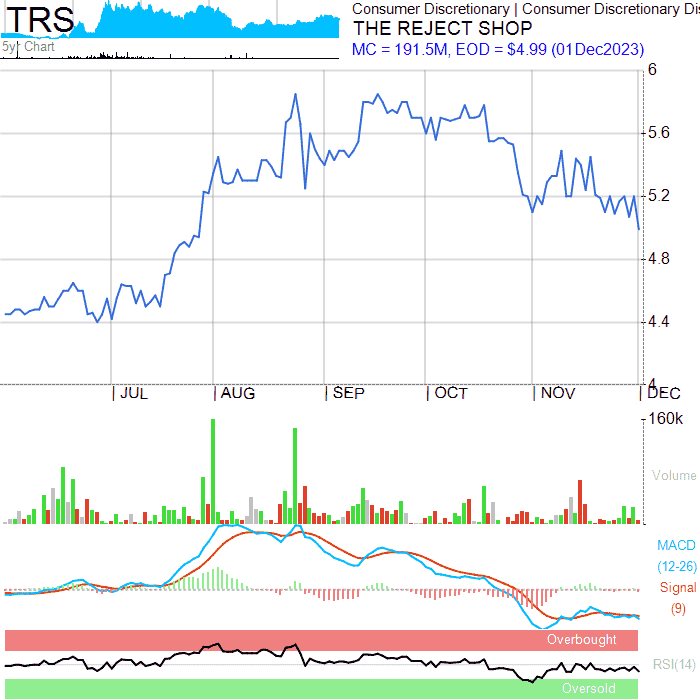 TRS
5yr Chart
Consumer Discretionary | Consumer Discretionary Dis
THE REJECT SHOP
MC = 191.5M, EOD = $4.99 (01Dec2023)
6
5.6
5.2
4.8
4.4
4
JUL AUG SEP OCT NOV DEC
160k
Volume
MACD
(12-26)
Signal
(9)
Overbought
RSI(14)
Oversold